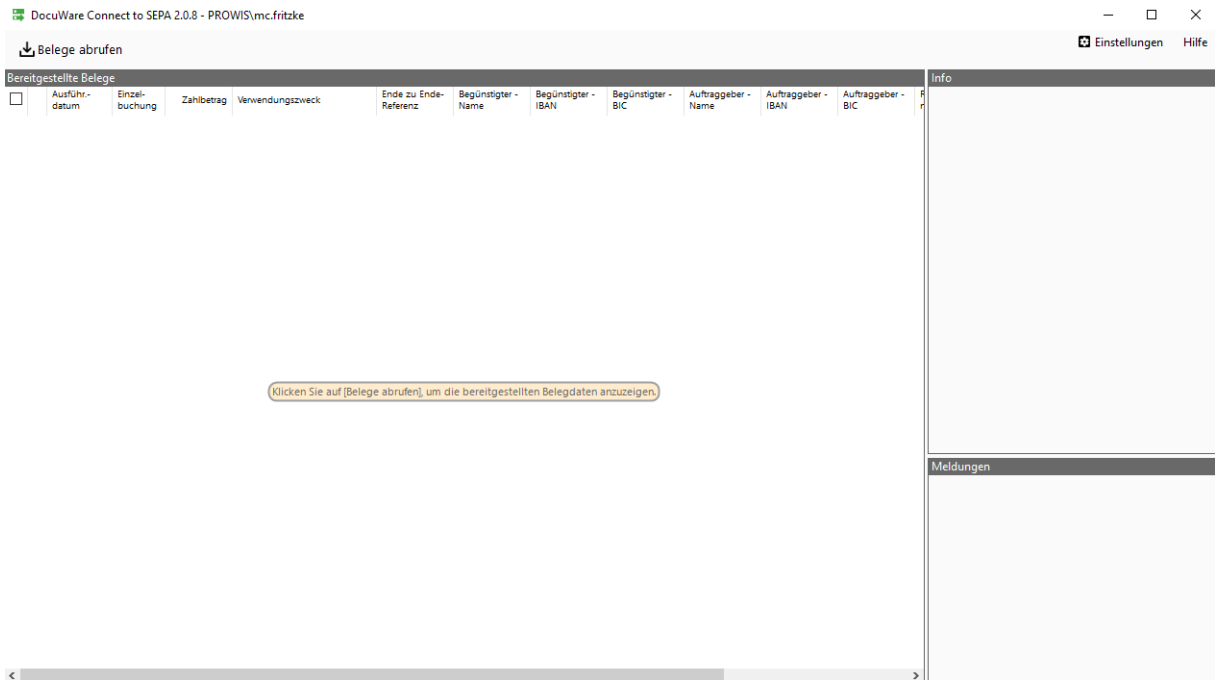 DocuWare Connect to SEPA 2.0.8 - PROWIS\mc.fritzke
Belege abrufen
Einstellungen Hilfe
Bereitgestellte Belege
Ausführ.-
datum
Einzel-
buchung
Zahlbetrag
Verwendungszweck
Ende zu Ende-
Referenz
Begünstigter -
Name
Begünstigter -
IBAN
Begünstigter -
BIC
Auftraggeber -
Name
Auftraggeber -
IBAN
Auftraggeber -
BIC
Klicken Sie auf [Belege abrufen], um die bereitgestellten Belegdaten anzuzeigen.
Info
Meldungen